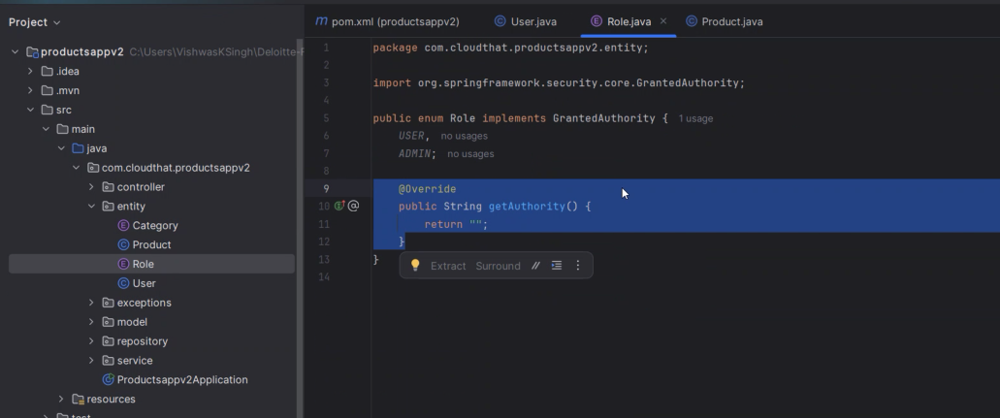 Project
pom.xml (productsappv2)
User.java
Role.java
Product.java
productsappv2 C:\Users\VishwasKSingh\Deloitte-
.idea
.mvn
src
main
java
com.cloudthat.productsappv2
controller
entity
Category
Product
Role
User
exceptions
model
repository
service
Productsappv2Application
resources
test
1 package com.cloudthat.productsappv2.entity;
2
3 import org.springframework.security.core.GrantedAuthority;
4
5 public enum Role implements GrantedAuthority { 1 usage
6 USER, no usages
7 ADMIN; no usages
8
9 @Override
10 public String getAuthority() {
11 return "";
12 }
13 }
14
Extract Surround //